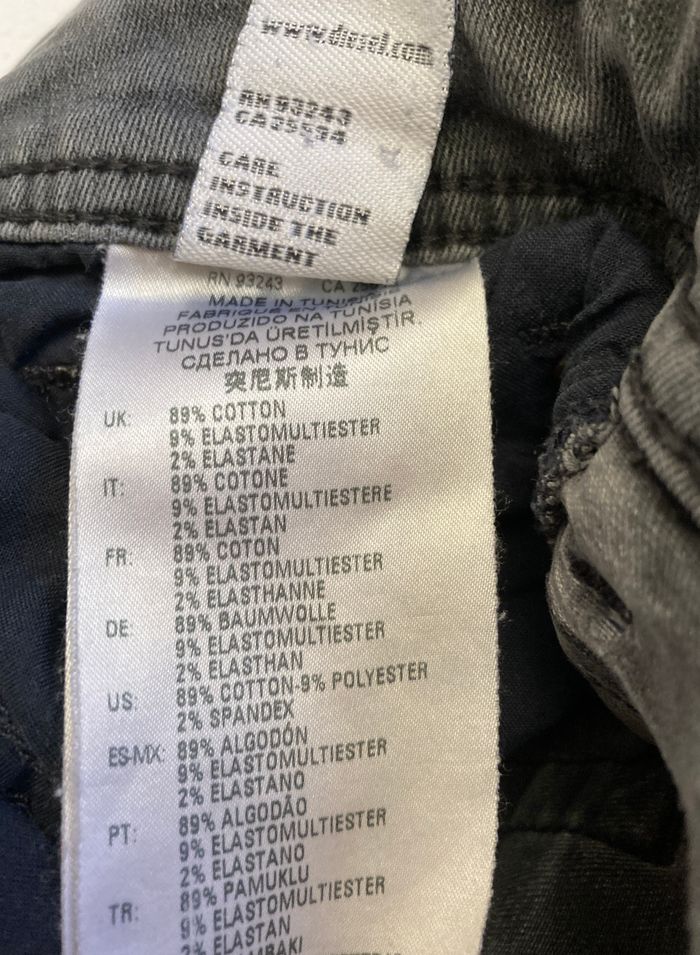 www.diesel.com
RN 93243
CA 25594
CARE
INSTRUCTION
INSIDE THE
GARMENT
RN 93243 CA
MADE IN TUNISIA
PRODUZIDO NA TUNÍSIA
TUNUS'DA ÜRETİLMİŞTİR.
СДЕЛАНО В ТУНИС
突尼斯制造
UK: 89% COTTON
9% ELASTOMULTIESTER
2% ELASTANE
IT: 89% COTONE
9% ELASTOMULTIESTERE
2% ELASTAN
FR: 89% COTON
9% ELASTOMULTIESTER
2% ELASTHANNE
DE: 89% BAUMWOLLE
9% ELASTOMULTIESTER
2% ELASTHAN
US: 89% COTTON-9% POLYESTER
2% SPANDEX
ES-MX: 89% ALGODÓN
9% ELASTOMULTIESTER
2% ELASTANO
PT: 89% ALGODÃO
9% ELASTOMULTIESTER
2% ELASTANO
TR: 89% PAMUKLU
9% ELASTOMULTIESTER
2% ELASTAN